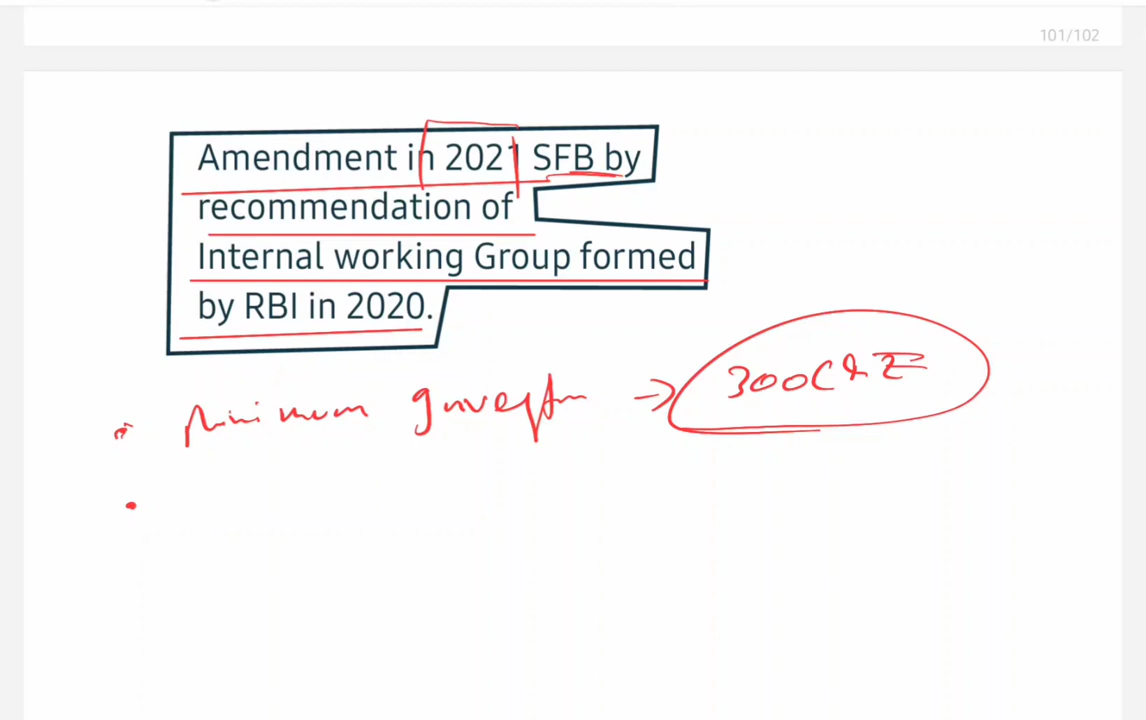 101/102
Amendment in 2021 SFB by
recommendation of
Internal working Group formed
by RBI in 2020.
Minimum → 300CR ₹